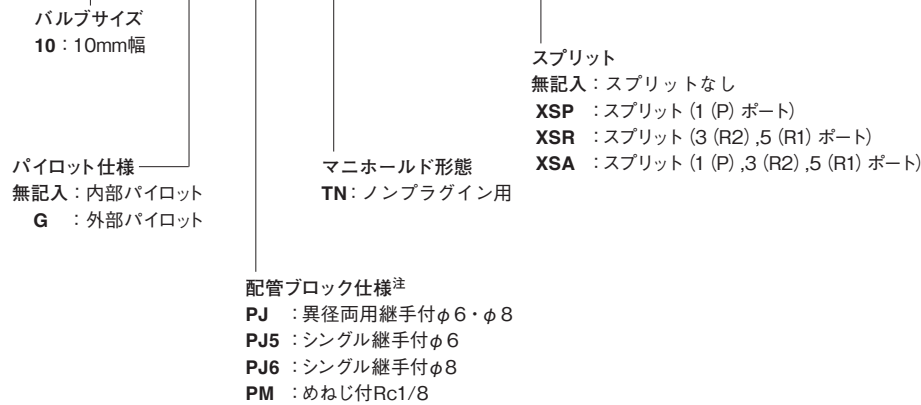 バルブサイズ
10：10mm幅
スプリット
無記入：スプリットなし
XSP ：スプリット（1（P）ポート）
XSR ：スプリット（3（R2）,5（R1）ポート）
XSA ：スプリット（1（P）,3（R2）,5（R1）ポート）
パイロット仕様
無記入：内部パイロット
G ：外部パイロット
マニホールド形態
TN：ノンプラグイン用
配管ブロック仕様注
PJ ：異径両用継手付φ6・φ8
PJ5 ：シングル継手付φ6
PJ6 ：シングル継手付φ8
PM ：めねじ付Rc1/8